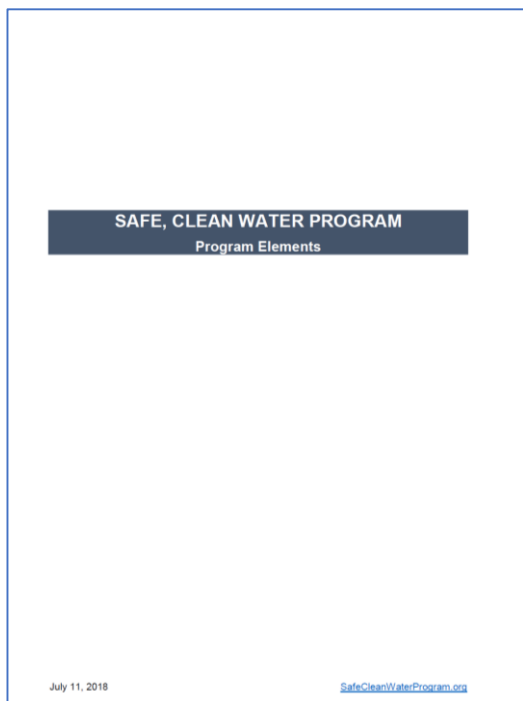 SAFE, CLEAN WATER PROGRAM
Program Elements
July 11, 2018 SafeCleanWaterProgram.org